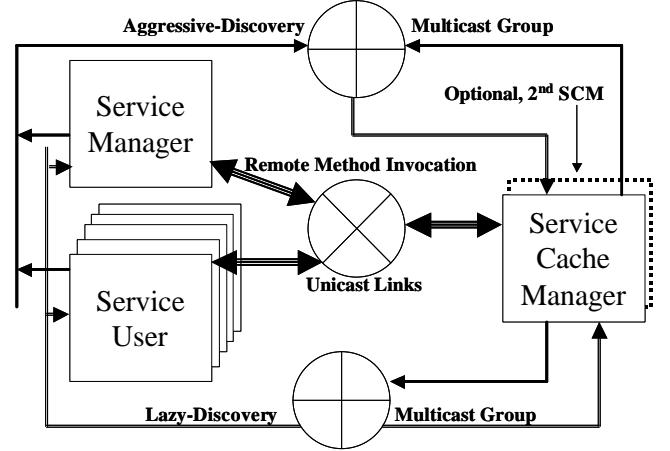 Aggressive-Discovery Multicast Group
Optional, 2nd SCM
Service
Manager
Remote Method Invocation
Service
Cache
Manager
Unicast Links
Service
User
Lazy-Discovery Multicast Group